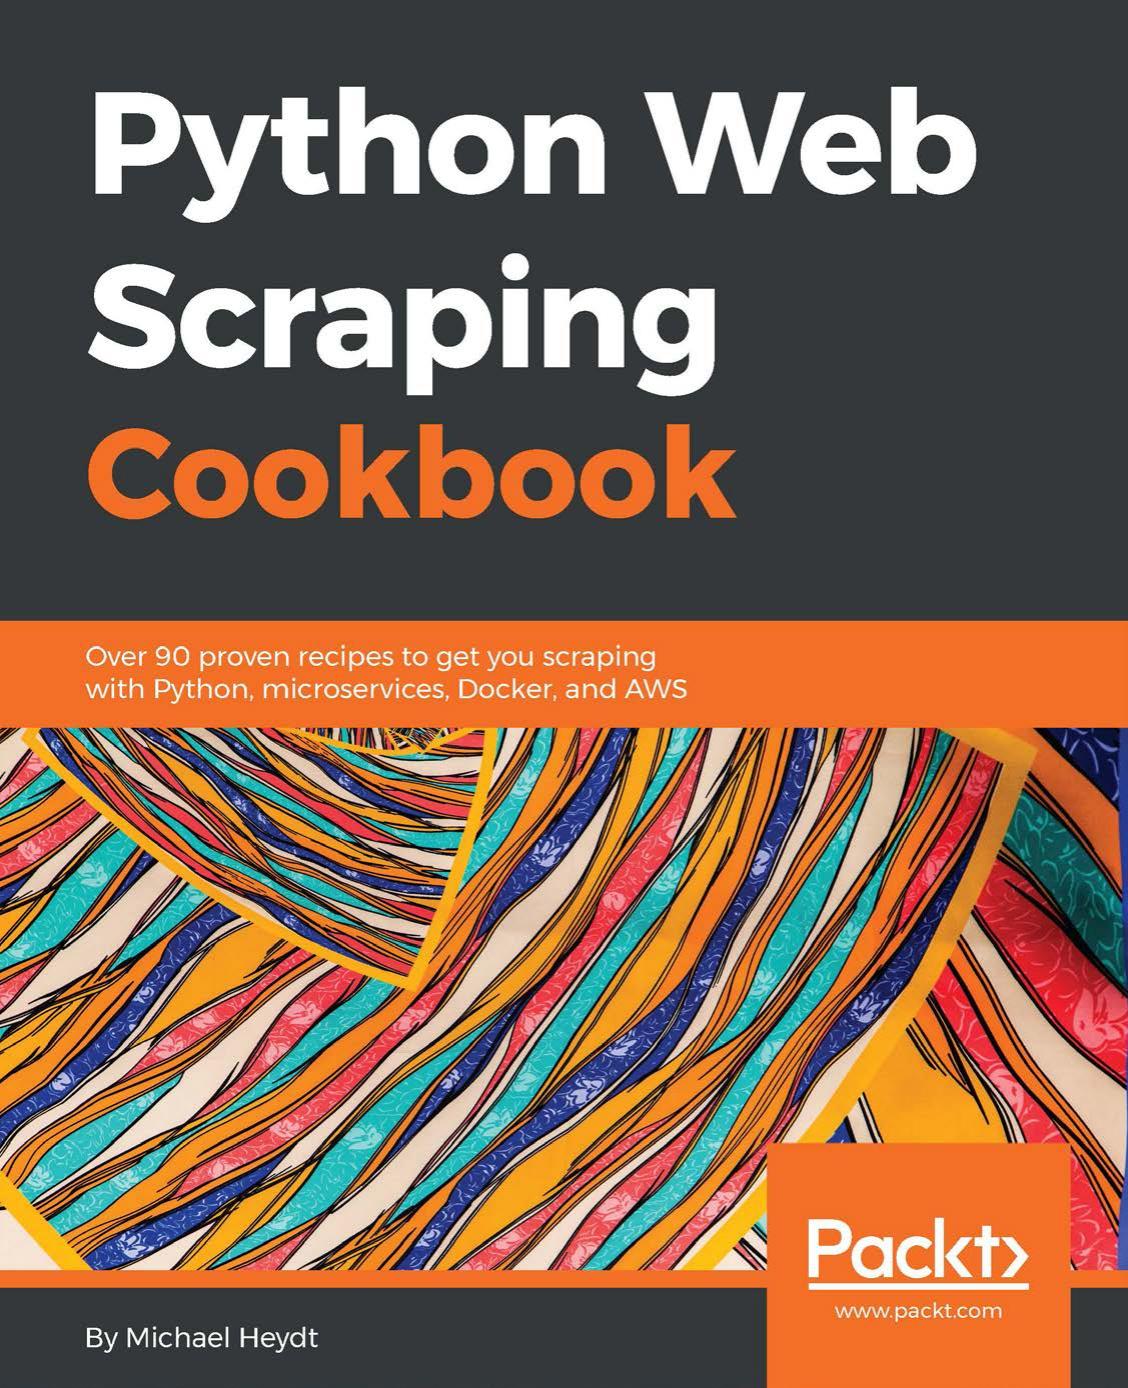 Python Web
Scraping
Cookbook
Over 90 proven recipes to get you scraping
with Python, microservices, Docker, and AWS
Packt>
www.packt.com
By Michael Heydt